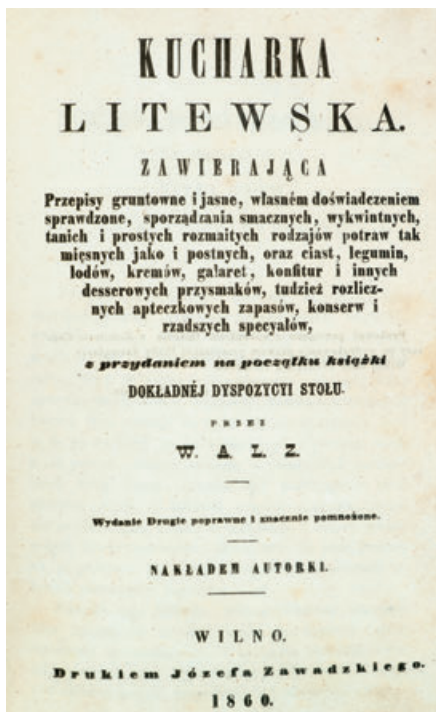 KUCHARKA
LITEWSKA.
ZAWIERAJĄCA
Przepisy gruntowne i jasne, własném doświadczeniem
sprawdzone, sporządzania smacznych, wykwintnych,
tanich i prostych rozmaitych rodzajów potraw tak
mięsnych jako i postnych, oraz ciast, legumin,
lodów, kremów, galaret, konfitur i innych
desserowych przysmaków, tudzież rozlicz-
nych apteczkowych zapasów, konserw i
rzadszych specyałów,
z przydaniem na początku książki
DOKŁADNÉJ DYSPOZYCYI STOŁU.
PRZEZ
W. A. L. Z.
Wydanie Drugie poprawne i znacznie pomnożone.
NAKŁADEM AUTORKI.
WILNO.
Drukiem Józefa Zawadzkiego.
1860.